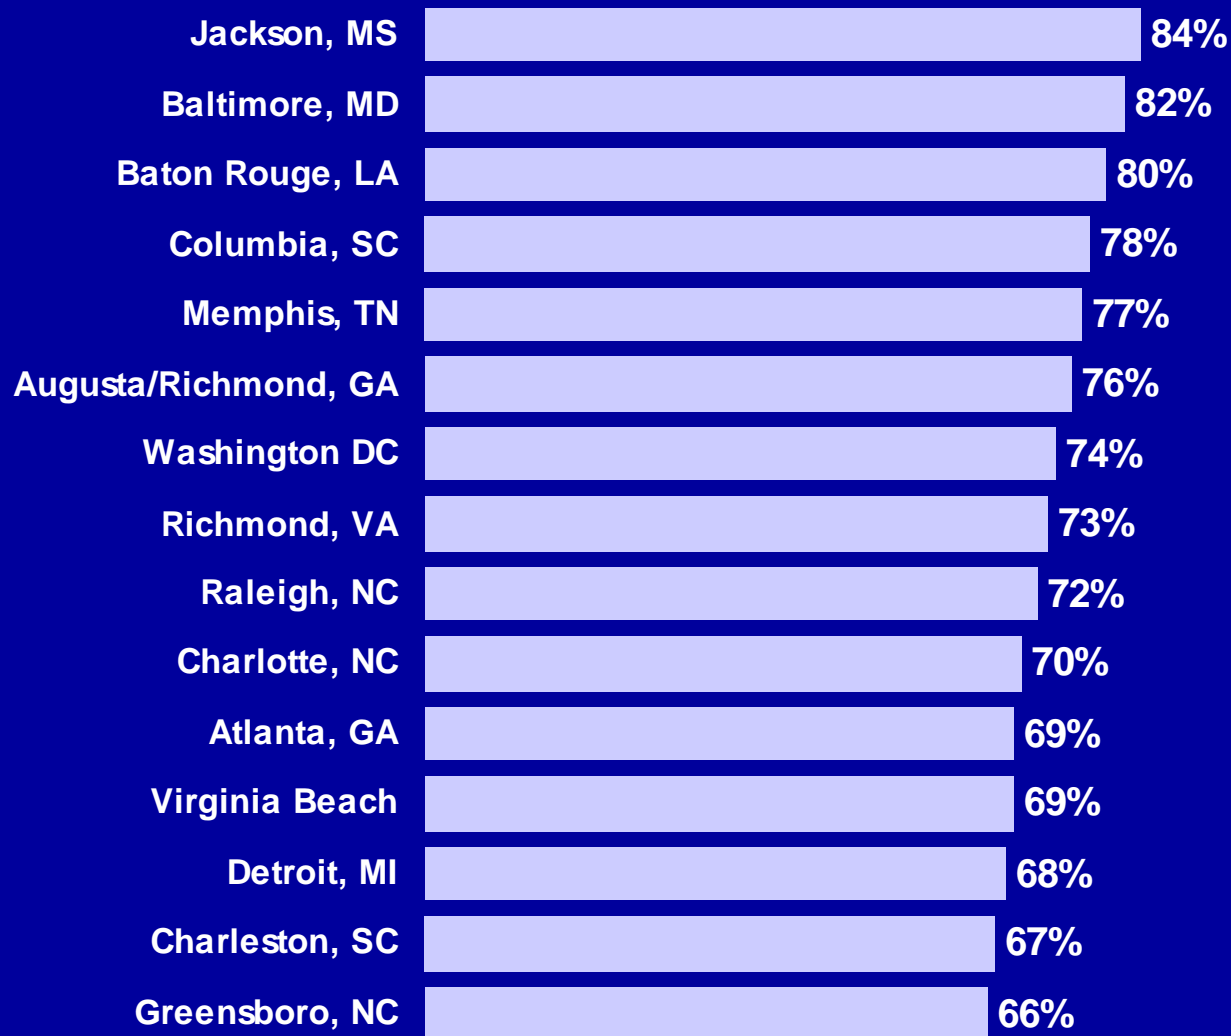 Jackson, MS 84%
Baltimore, MD 82%
Baton Rouge, LA 80%
Columbia, SC 78%
Memphis, TN 77%
Augusta/Richmond, GA 76%
Washington DC 74%
Richmond, VA 73%
Raleigh, NC 72%
Charlotte, NC 70%
Atlanta, GA 69%
Virginia Beach 69%
Detroit, MI 68%
Charleston, SC 67%
Greensboro, NC 66%